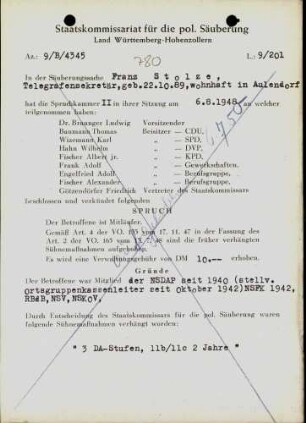 Staatskommissariat für die pol. Säuberung
Land Württemberg-Hohenzollern
Az.: 9/B/4345
L.: 9/201
780
In der Säuberungssache Franz Stolze,
Telegrafensekretär, geb. 22.10.89, wohnhaft in Aulendorf
hat die Spruchkammer II in ihrer Sitzung am 6.8.1948 an welcher
teilgenommen haben:
Dr. Ludwig Vorsitzender
Baumann Thomas Beisitzer — CDU,
Karl „ — SPD,
Hahn Wilhelm „ — DVP,
Fischer Albert jr. „ — KPD,
Frank Adolf „ — Gewerkschaften,
Engelfried Adolf „ — Berufsgruppe,
Fischer Alexander „ — Berufsgruppe,
Friedrich Vertreter des Staatskommissars
beschlossen und verkündet folgenden
SPRUCH
Der Betroffene ist Mitläufer.
Gemäß Art. 4 der VO. 133 vom 17. 11. 47 in der Fassung des
Art. 2 der VO. 165 vom 48 sind die früher verhängten
Sühnemaßnahmen aufgehoben.
Es wird eine Verwaltungsgebühr von DM 10.-- erhoben.
Gründe
Der Betroffene war Mitglied der NSDAP seit 1940 (stellv.
Ortsgruppenkassenleiter seit Oktober 1942) NSFK 1942,
RBdB, NSV, NSKOV.
Durch Entscheidung des Staatskommissars für die pol. Säuberung waren
folgende Sühnemaßnahmen verhängt worden:
" 3 DA-Stufen, 11b/11c 2 Jahre "